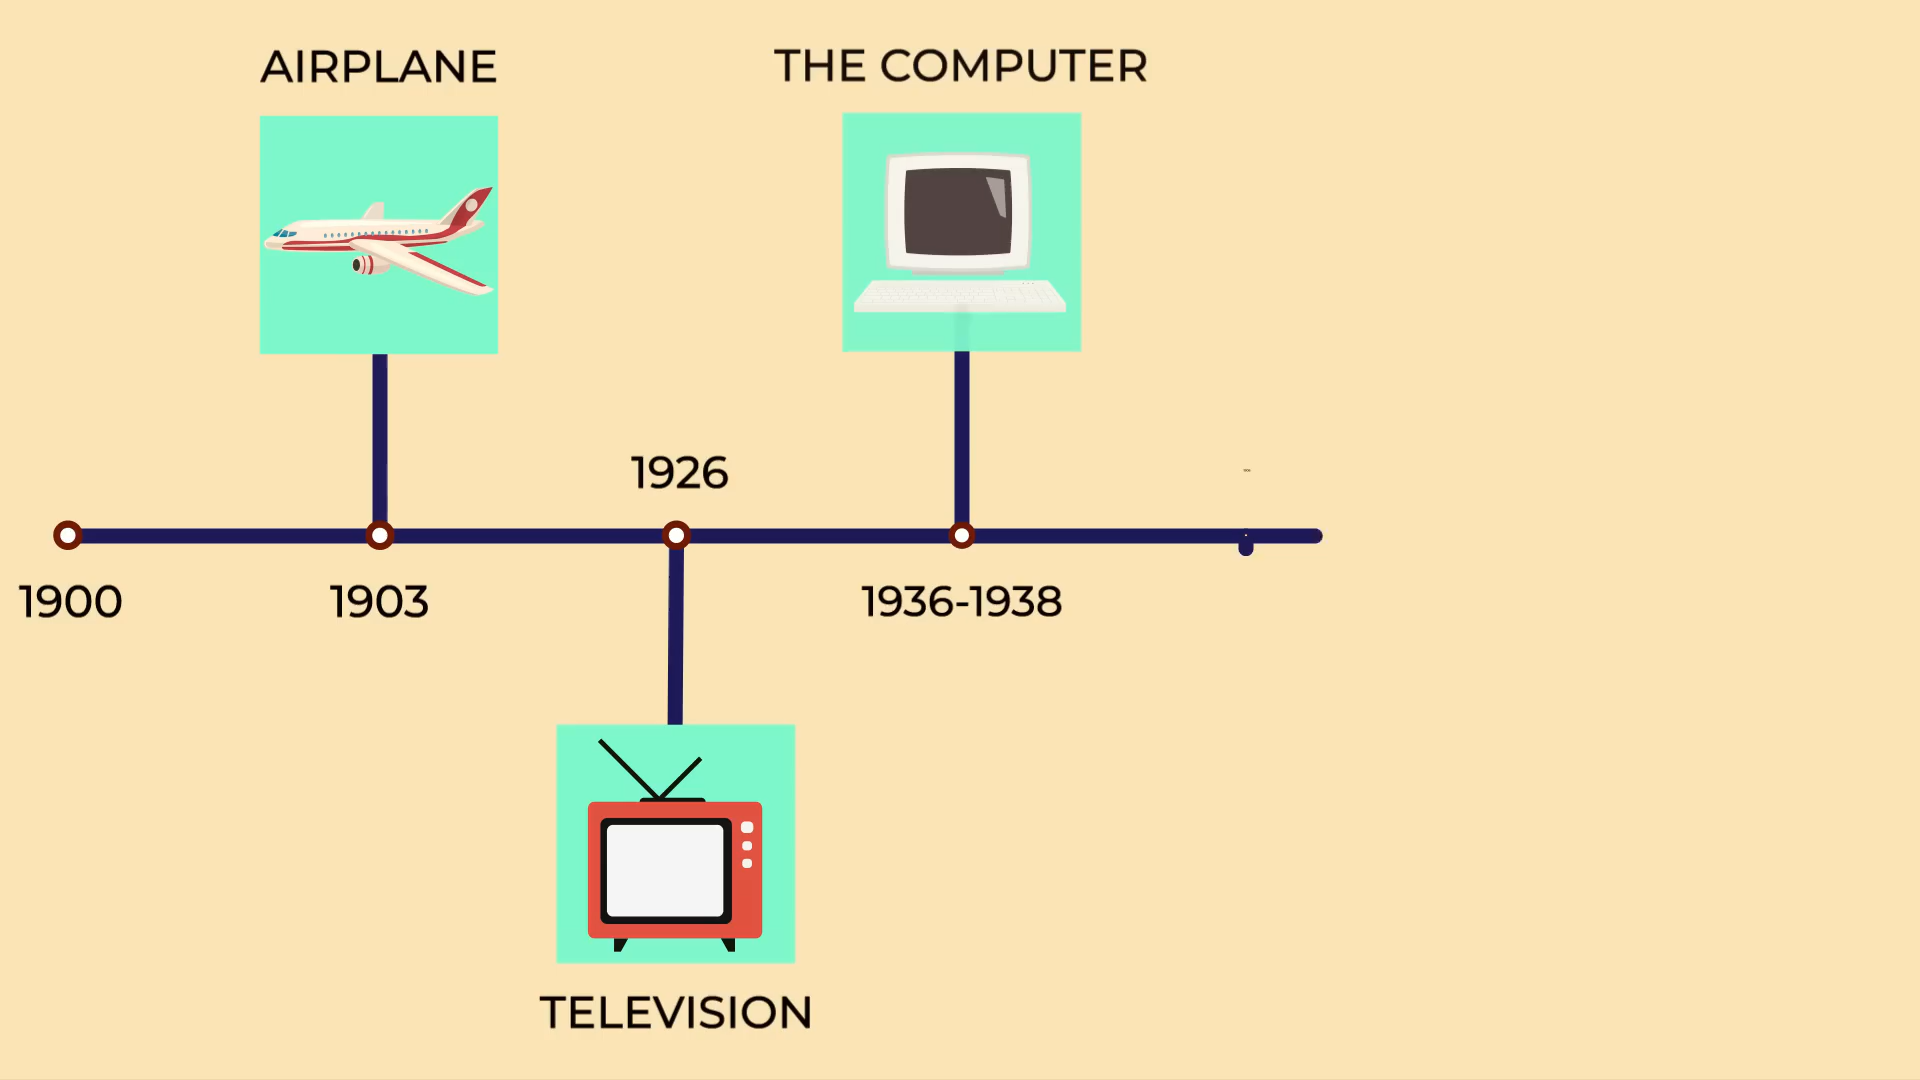 AIRPLANE
THE COMPUTER
1926
1900
1903
1936-1938
TELEVISION